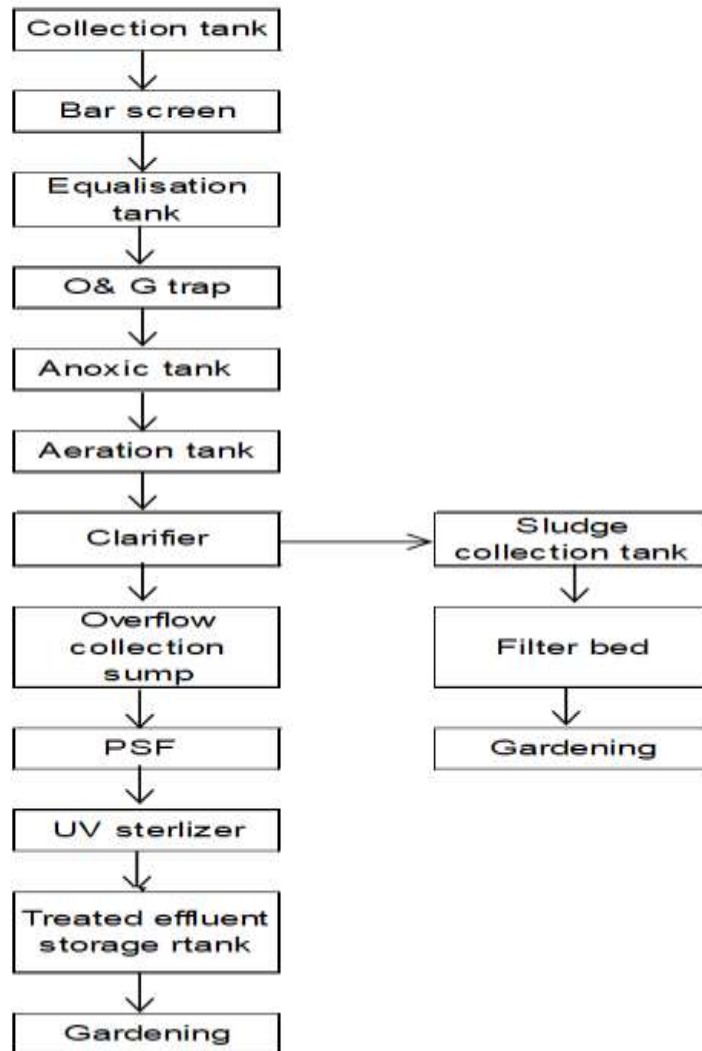 Collection tank
Bar screen
Equalisation
tank
O& G trap
Anoxic tank
Aeration tank
Clarifier
Sludge
collection tank
Overflow
collection
sump
Filter bed
PSF
Gardening
UV sterlizer
Treated effluent
storage rtank
Gardening